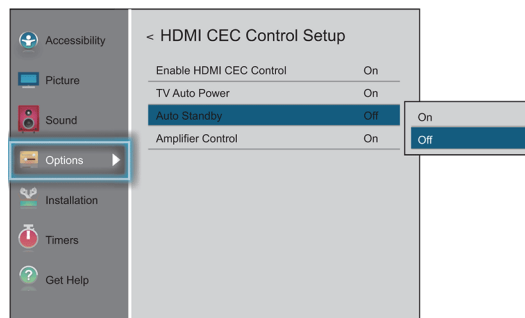 Accessibility
Picture
Sound
Options
Installation
Timers
Get Help
< HDMI CEC Control Setup
Enable HDMI CEC Control On
TV Auto Power On
Auto Standby Off
Amplifier Control On
On
Off